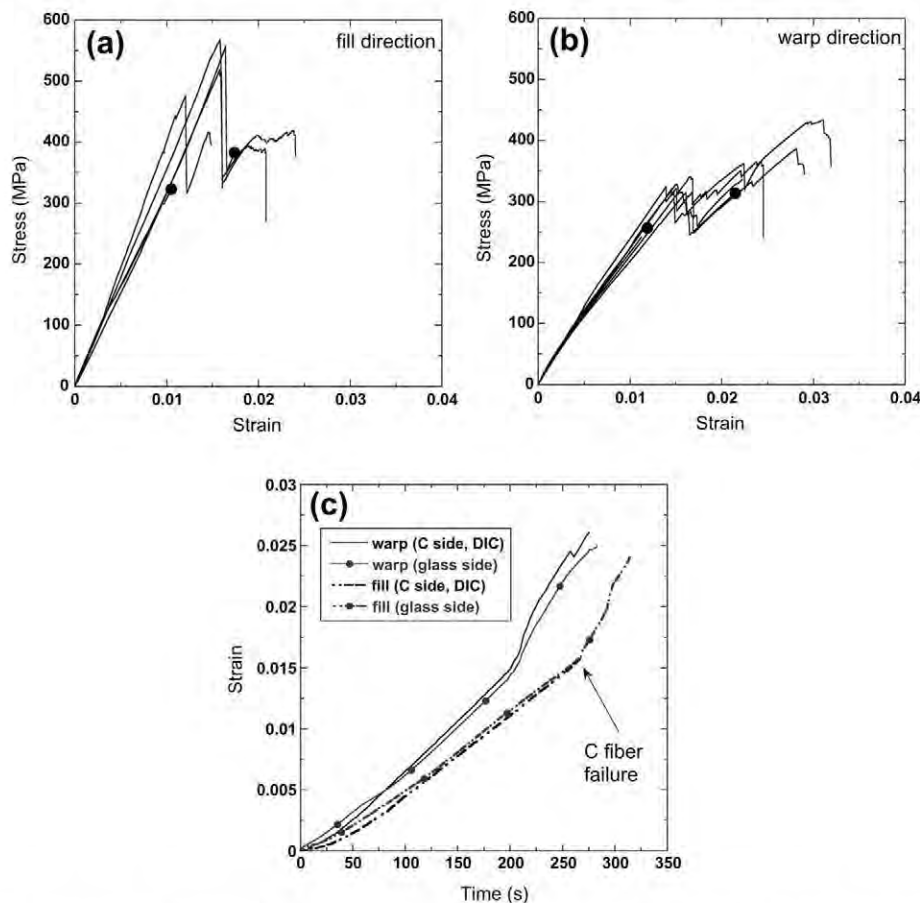 (a)
fill direction
600
500
400
300
200
100
0
Stress (MPa)
0
0.01
0.02
0.03
0.04
Strain
(b)
warp direction
600
500
400
300
200
100
0
Stress (MPa)
0
0.01
0.02
0.03
0.04
Strain
(c)
0.03
0.025
0.02
0.015
0.01
0.005
0
Strain
warp (C side, DIC)
warp (glass side)
fill (C side, DIC)
fill (glass side)
C fiber
failure
0
50
100
150
200
250
300
350
Time (s)